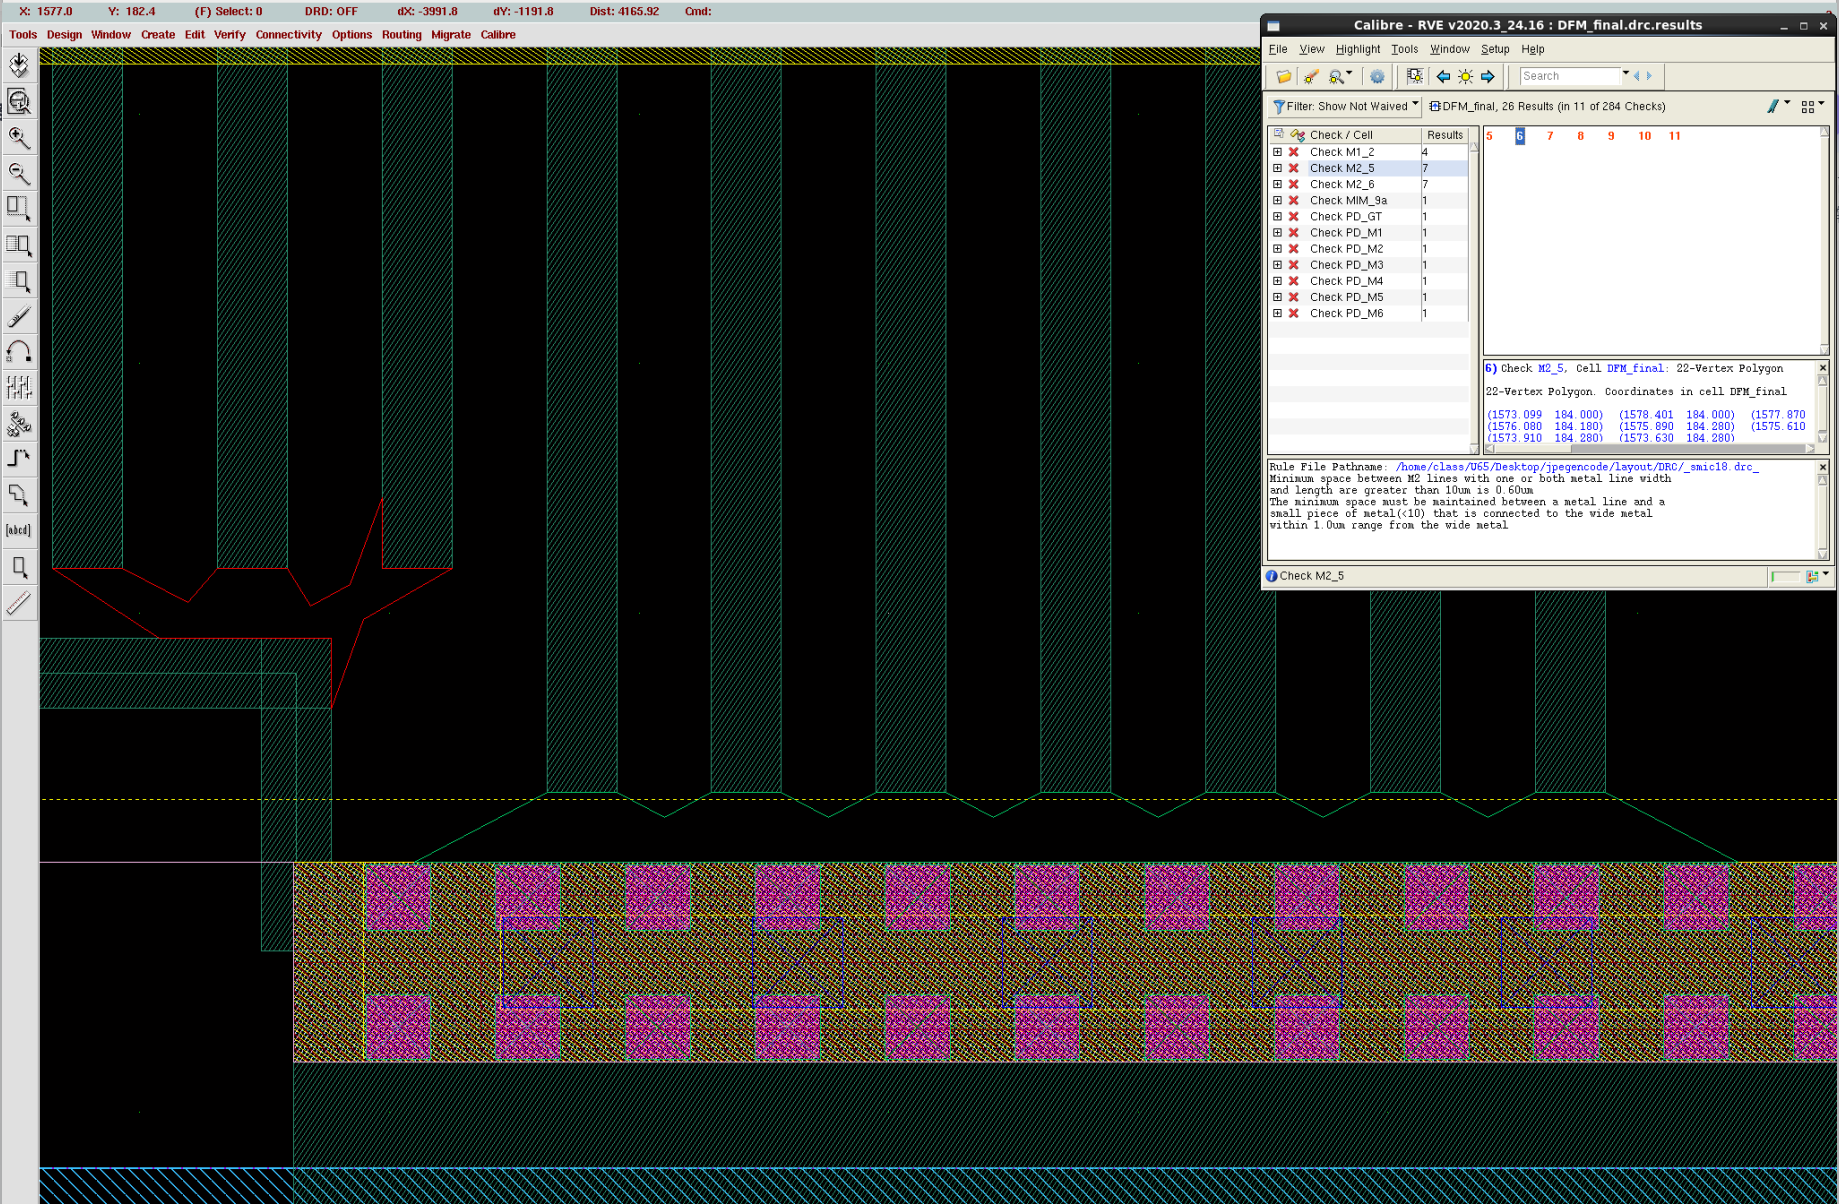 X: 1577.0 Y: 182.4 (F) Select: 0 DRD: OFF dX: -3991.8 dY: -1191.8 Dist: 4165.92 Cmd:
Tools Design Window Create Edit Verify Connectivity Options Routing Migrate Calibre
[abcd]
Calibre - RVE v2020.3_24.16 : DFM_final.drc.results
File View Highlight Tools Window Setup Help
Search
Filter: Show Not Waived DFM_final, 26 Results (in 11 of 284 Checks)
Check / Cell Results
Check M1_2 4
Check M2_5 7
Check M2_6 7
Check MIM_9a 1
Check PD_GT 1
Check PD_M1 1
Check PD_M2 1
Check PD_M3 1
Check PD_M4 1
Check PD_M5 1
Check PD_M6 1
5 6 7 8 9 10 11
6) Check M2_5, Cell DFM_final: 22-Vertex Polygon
22-Vertex Polygon. Coordinates in cell DFM_final
(1573.099 184.000) (1578.401 184.000) (1577.870
(1576.080 184.180) (1575.890 184.280) (1575.610
(1573.910 184.280) (1573.630 184.280)
Rule File Pathname: /home/class/U65/Desktop/jpegencode/layout/DRC/_smic18.drc_
Minimum space between M2 lines with one or both metal line width
and length are greater than 10um is 0.60um
The minimum space must be maintained between a metal line and a
small piece of metal(<10) that is connected to the wide metal
within 1.0um range from the wide metal
Check M2_5